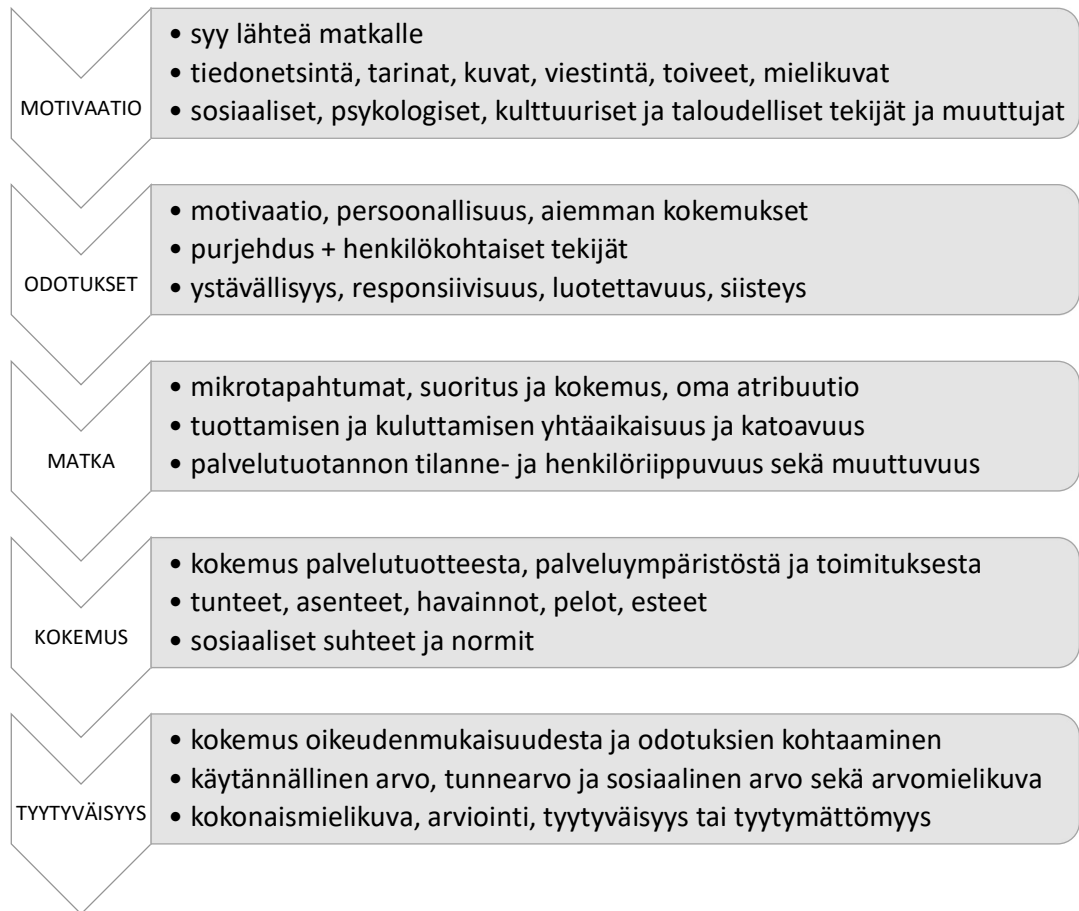 MOTIVAATIO
• syy lähteä matkalle
• tiedonetsintä, tarinat, kuvat, viestintä, toiveet, mielikuvat
• sosiaaliset, psykologiset, kulttuuriset ja taloudelliset tekijät ja muuttujat
ODOTUKSET
• motivaatio, persoonallisuus, aiemman kokemukset
• purjehdus + henkilökohtaiset tekijät
• ystävällisyys, responsiivisuus, luotettavuus, siisteys
MATKA
• mikrotapahtumat, suoritus ja kokemus, oma atribuutio
• tuottamisen ja kuluttamisen yhtäaikaisuus ja katoavuus
• palvelutuotannon tilanne- ja henkilöriippuvuus sekä muuttuvuus
KOKEMUS
• kokemus palvelutuotteesta, palveluympäristöstä ja toimituksesta
• tunteet, asenteet, havainnot, pelot, esteet
• sosiaaliset suhteet ja normit
TYYTYVÄISYYS
• kokemus oikeudenmukaisuudesta ja odotuksien kohtaaminen
• käytännällinen arvo, tunnearvo ja sosiaalinen arvo sekä arvomielikuva
• kokonaismielikuva, arviointi, tyytyväisyys tai tyytymättömyys